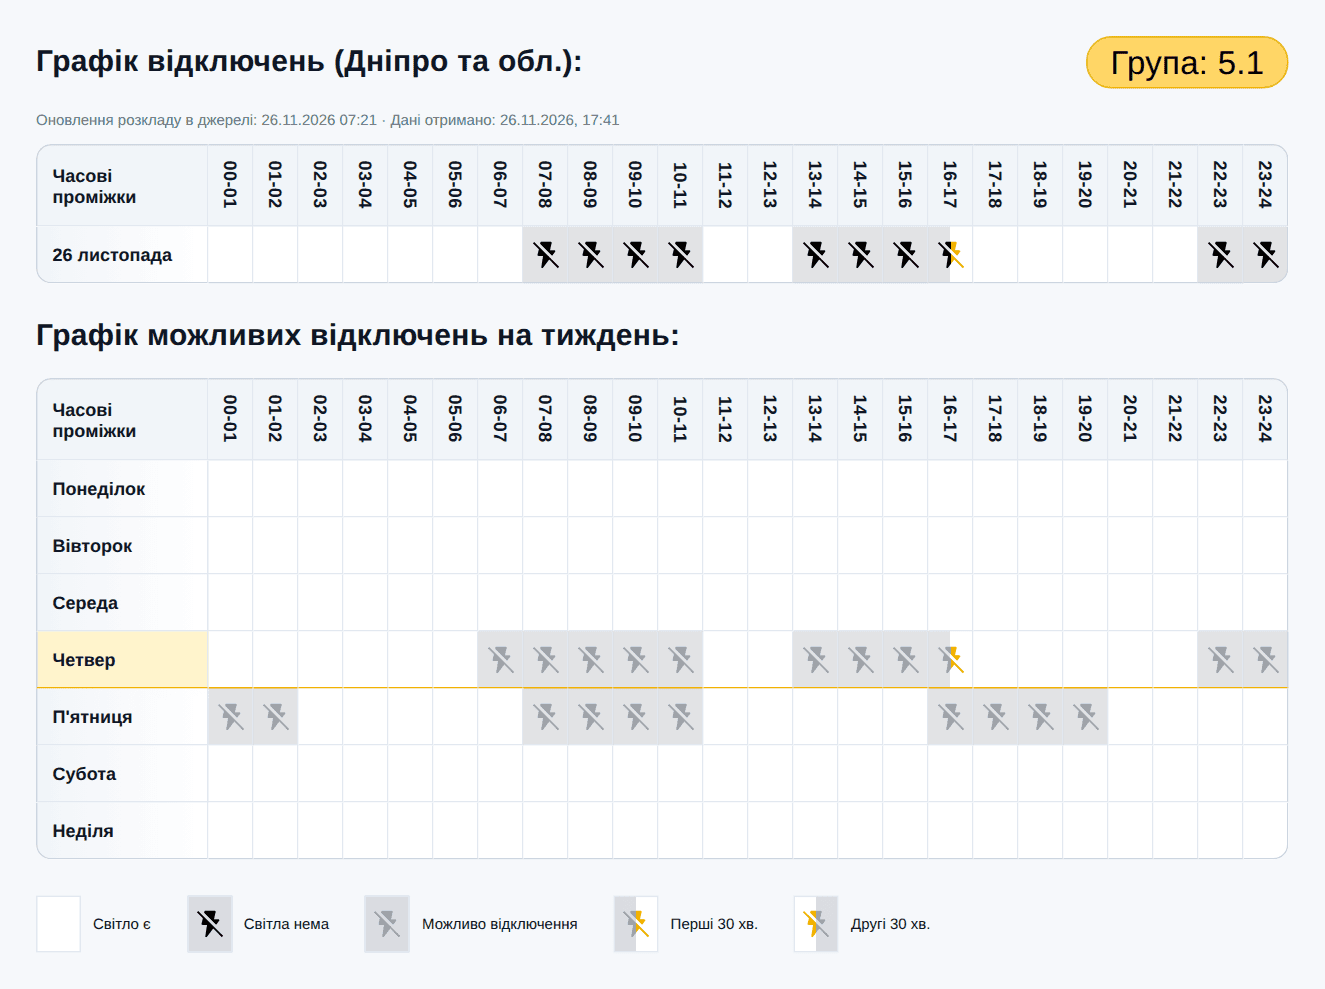 Графік відключень (Дніпро та обл.):
Група: 5.1
Оновлення розкладу в джерелі: 26.11.2026 07:21 · Дані отримано: 26.11.2026, 17:41
Часові проміжки 00-01 01-02 02-03 03-04 04-05 05-06 06-07 07-08 08-09 09-10 10-11 11-12 12-13 13-14 14-15 15-16 16-17 17-18 18-19 19-20 20-21 21-22 22-23 23-24
26 листопада
Графік можливих відключень на тиждень:
Часові проміжки 00-01 01-02 02-03 03-04 04-05 05-06 06-07 07-08 08-09 09-10 10-11 11-12 12-13 13-14 14-15 15-16 16-17 17-18 18-19 19-20 20-21 21-22 22-23 23-24
Понеділок
Вівторок
Середа
Четвер
П'ятниця
Субота
Неділя
Світло є Світла нема Можливо відключення Перші 30 хв. Другі 30 хв.